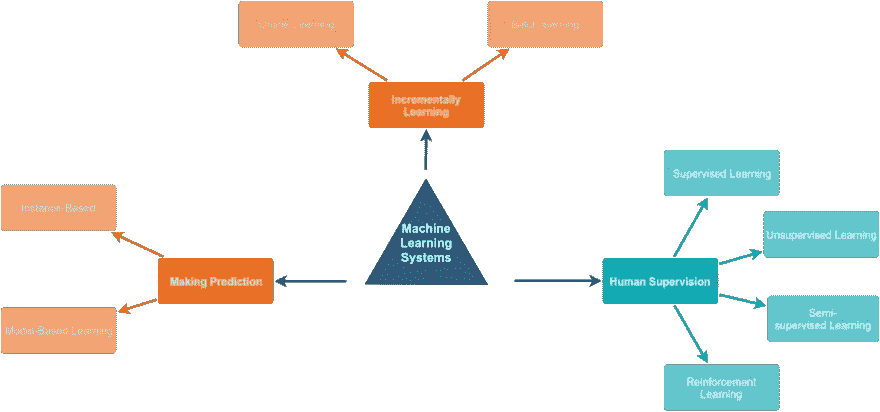 Online Learning
Batch Learning
Incrementally
Learning
Supervised Learning
Instance-Based
Machine
Learning
Systems
Unsupervised Learning
Making Prediction
Human Supervision
Model-Based Learning
Semi-
supervised Learning
Reinforcement
Learning